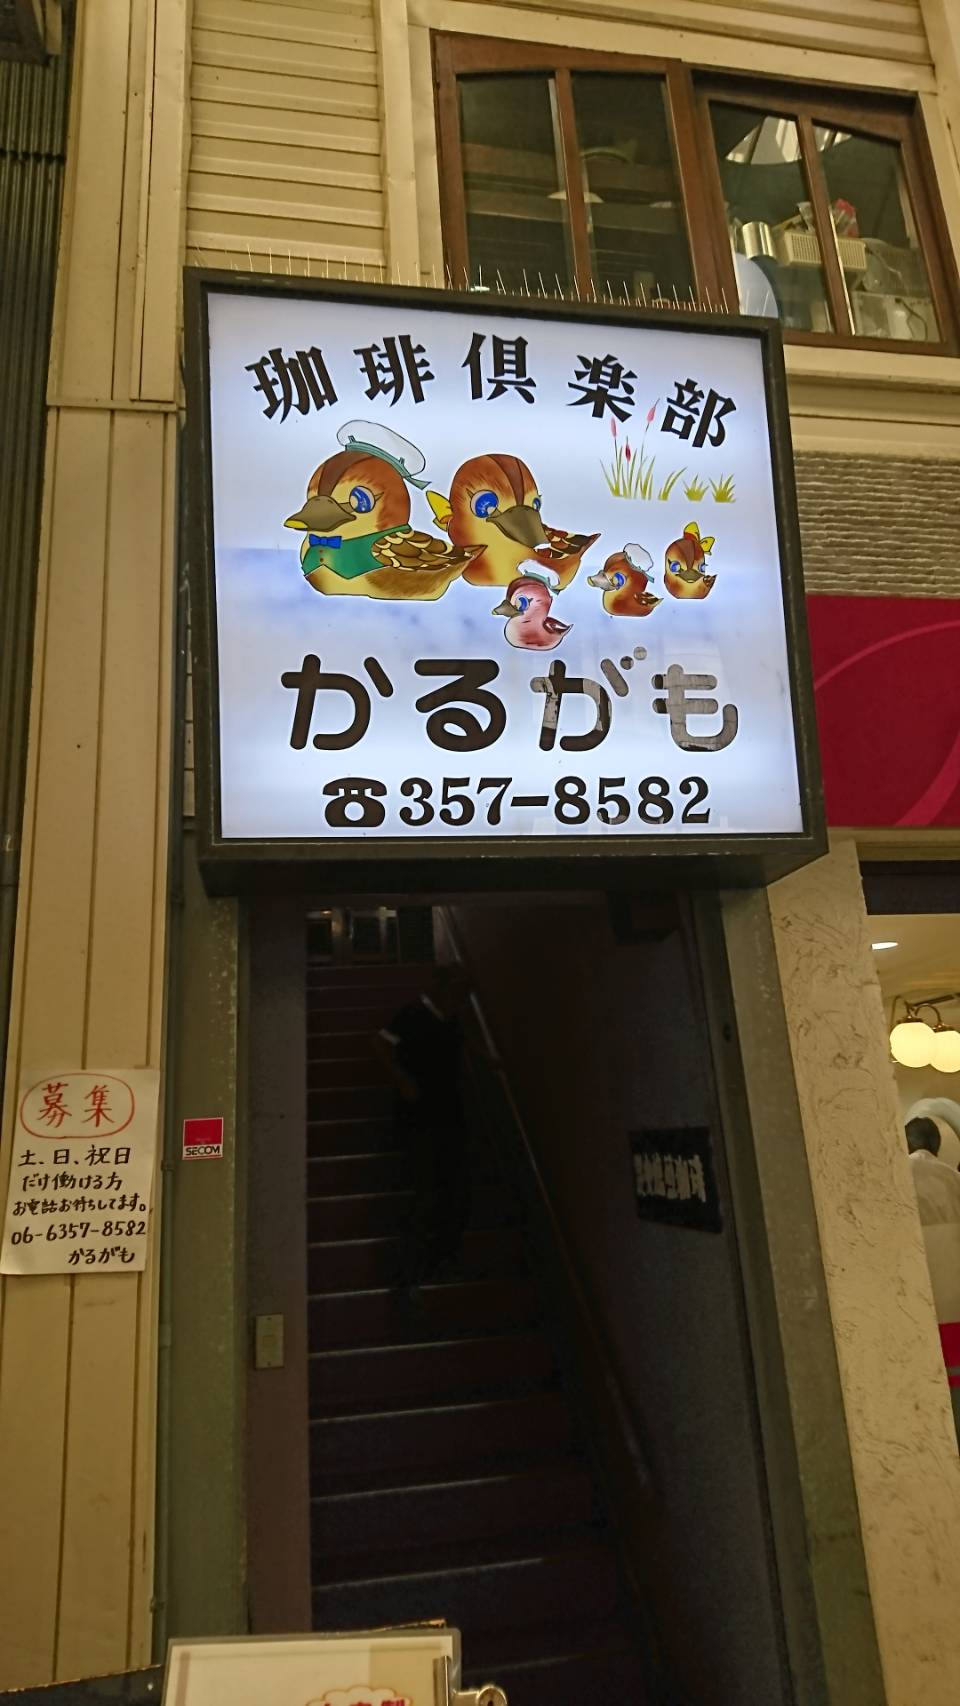 珈琲倶楽部
かるがも
☎357-8582
募集
土、日、祝日
だけ働ける方
お電話お待ちしてます。
06-6357-8582
かるがも
SECOM